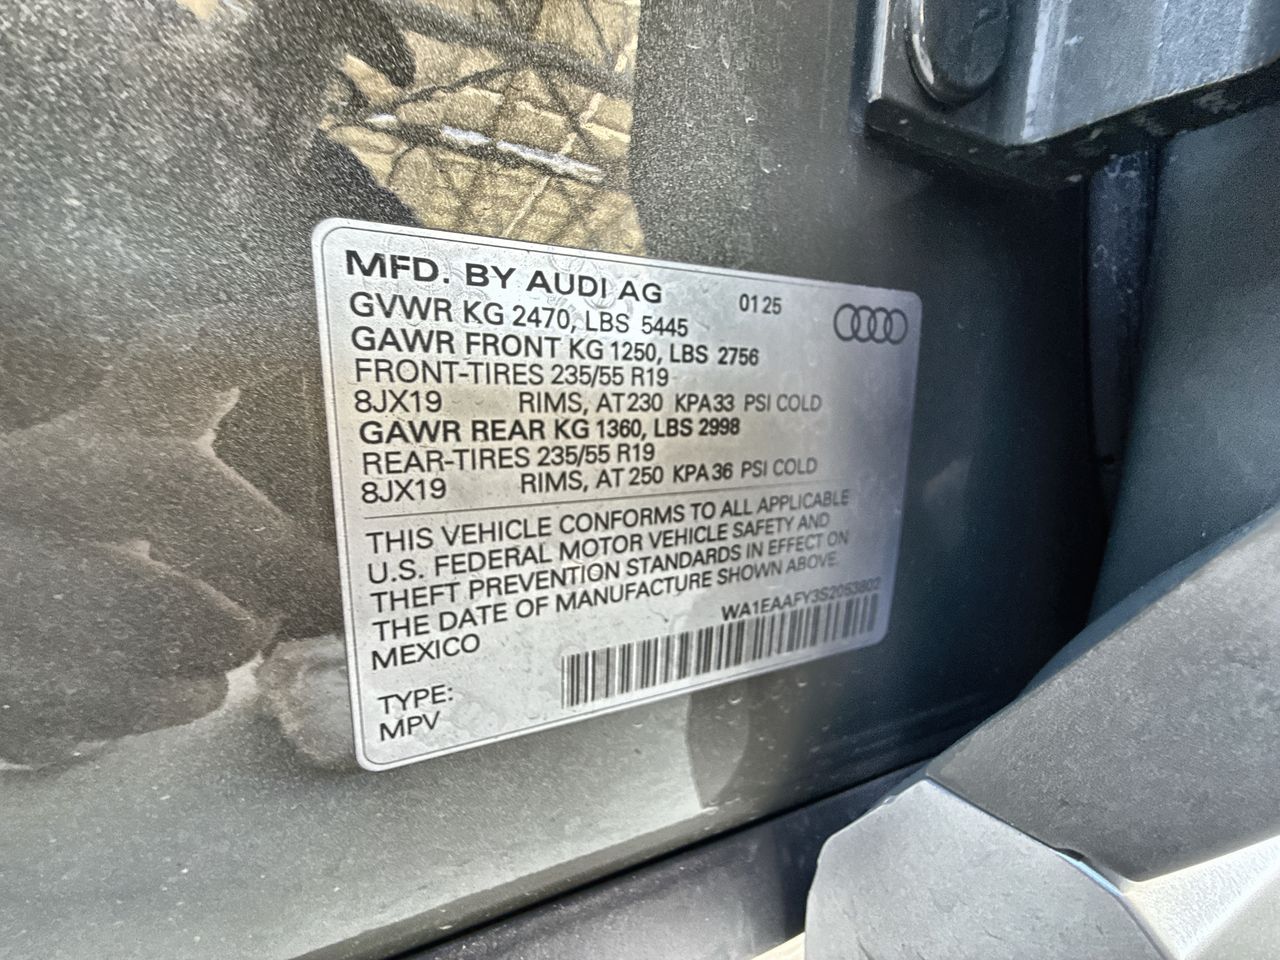 MFD. BY AUDI AG 01 25
GVWR KG 2470, LBS 5445
GAWR FRONT KG 1250, LBS 2756
FRONT-TIRES 235/55 R19
8JX19 RIMS, AT 230 KPA 33 PSI COLD
GAWR REAR KG 1360, LBS 2998
REAR-TIRES 235/55 R19
8JX19 RIMS, AT 250 KPA 36 PSI COLD
THIS VEHICLE CONFORMS TO ALL APPLICABLE
U.S. FEDERAL MOTOR VEHICLE SAFETY AND
THEFT PREVENTION STANDARDS IN EFFECT ON
THE DATE OF MANUFACTURE SHOWN ABOVE.
MEXICO WA1EAAFY3S2053802
TYPE:
MPV